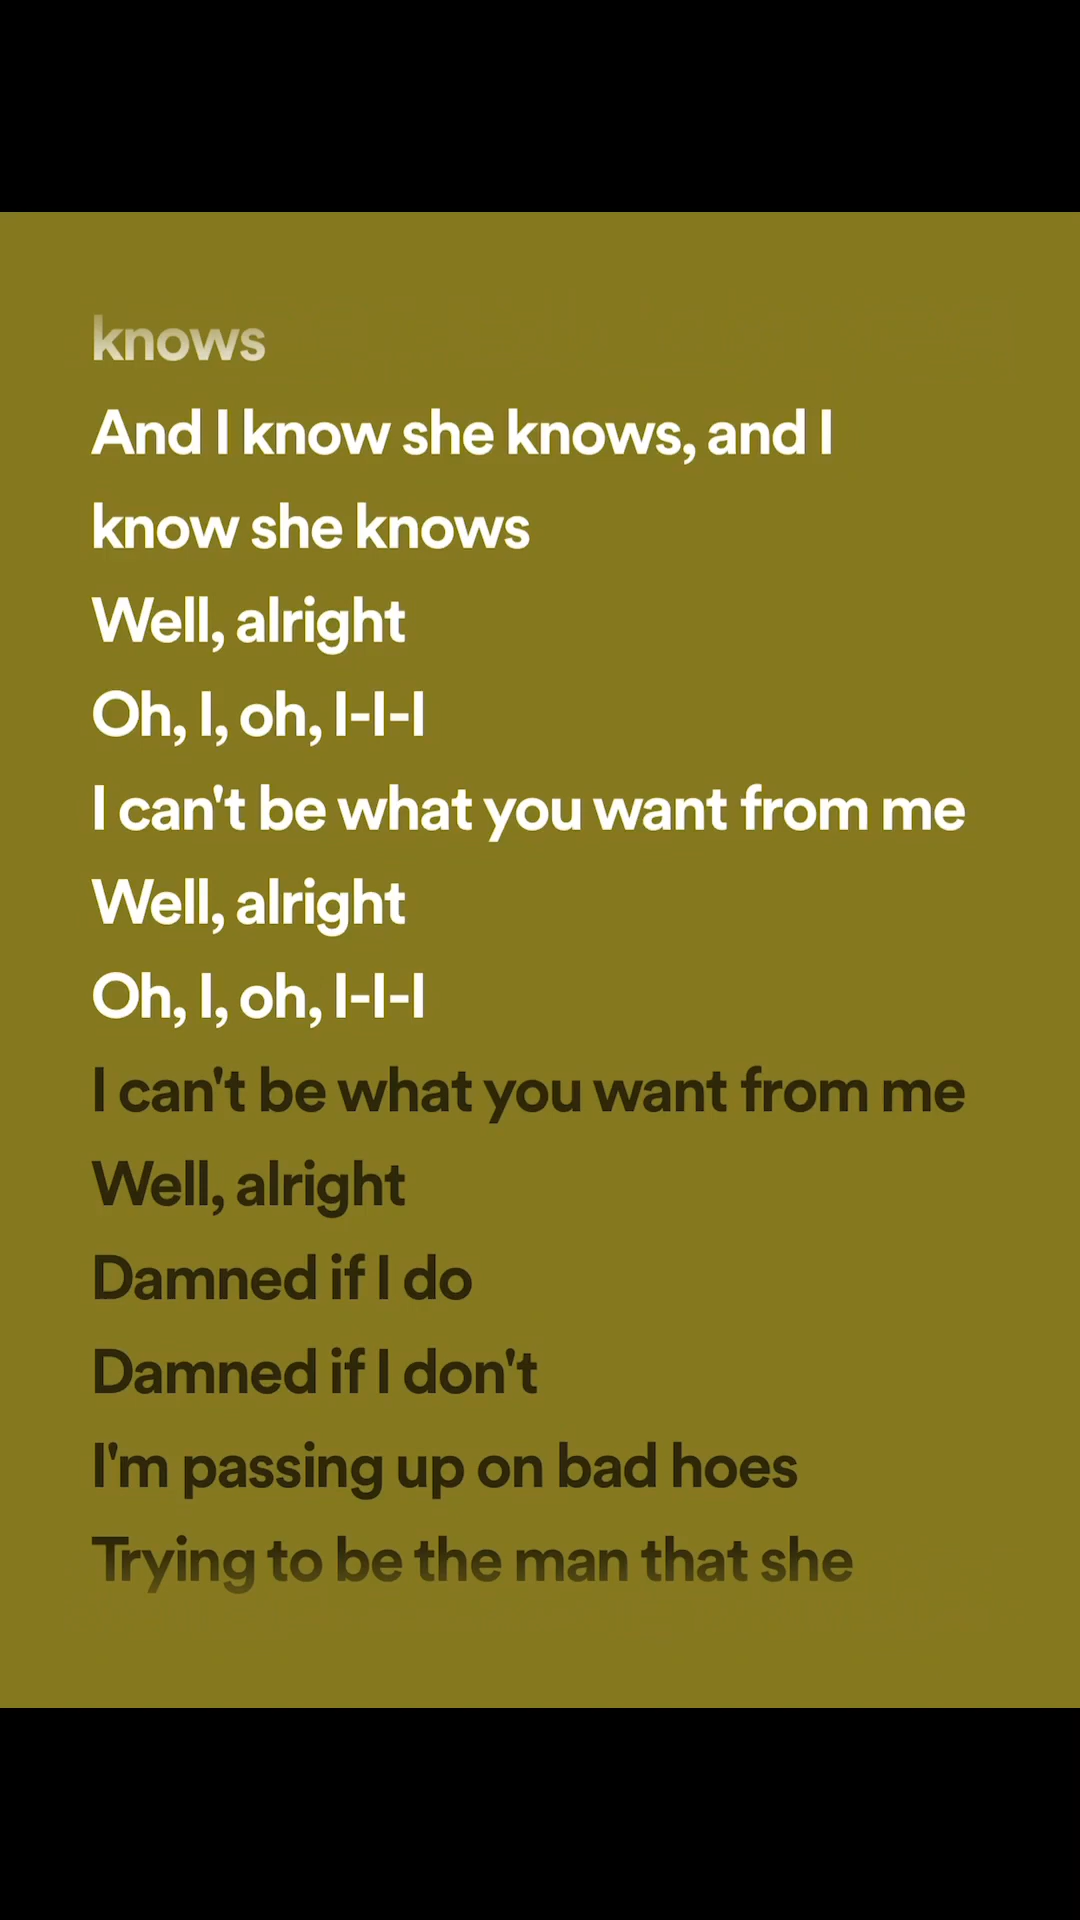 knows
And I know she knows, and I
know she knows
Well, alright
Oh, I, oh, I-I-I
I can't be what you want from me
Well, alright
Oh, I, oh, I-I-I
I can't be what you want from me
Well, alright
Damned if I do
Damned if I don't
I'm passing up on bad hoes
Trying to be the man that she